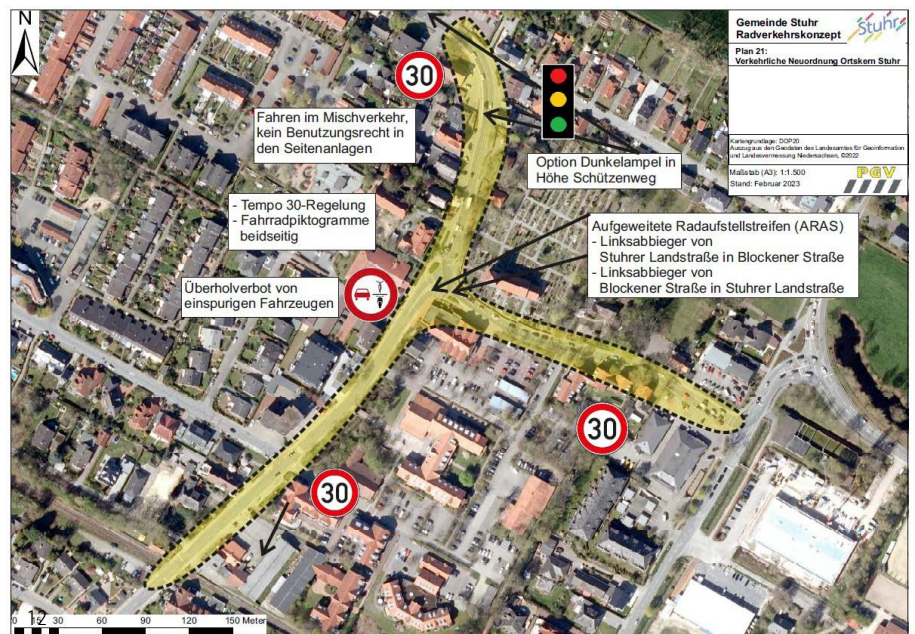 N
Gemeinde Stuhr
Radverkehrskonzept
Stuhr
Plan 21:
Verkehrliche Neuordnung Ortskern Stuhr
Kartengrundlage: DOP20
Auszug aus den Geodaten des Landesamtes für Geoinformation
und Landesvermessung Niedersachsen, ©2022
Maßstab (A3): 1:1.500
Stand: Februar 2023
PGV
30
Fahren im Mischverkehr,
kein Benutzungsrecht in
den Seitenanlagen
Option Dunkelampel in
Höhe Schützenweg
- Tempo 30-Regelung
- Fahrradpiktogramme
beidseitig
Aufgeweitete Radaufstellstreifen (ARAS)
- Linksabbieger von
Stuhrer Landstraße in Blockener Straße
- Linksabbieger von
Blockener Straße in Stuhrer Landstraße
Überholverbot von
einspurigen Fahrzeugen
30
30
12
0 15 30 60 90 120 150 Meter